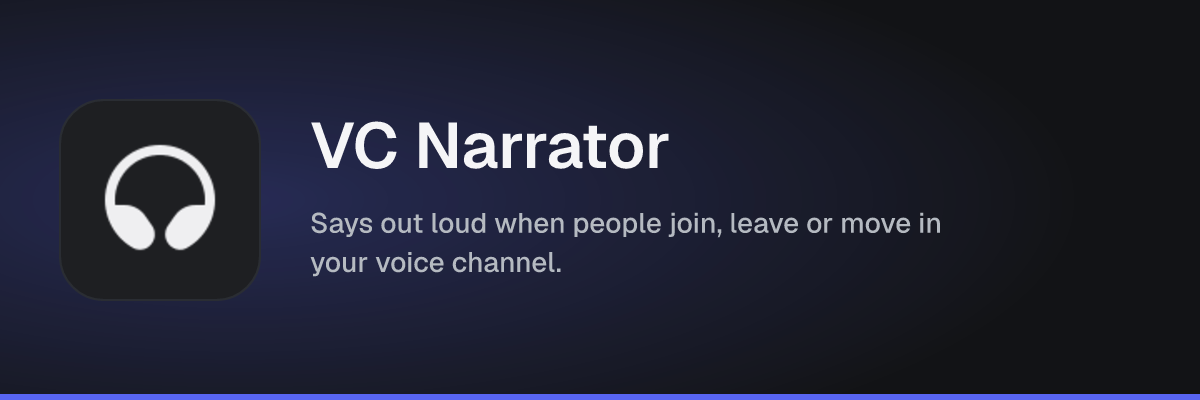 VC Narrator
Says out loud when people join, leave or move in
your voice channel.